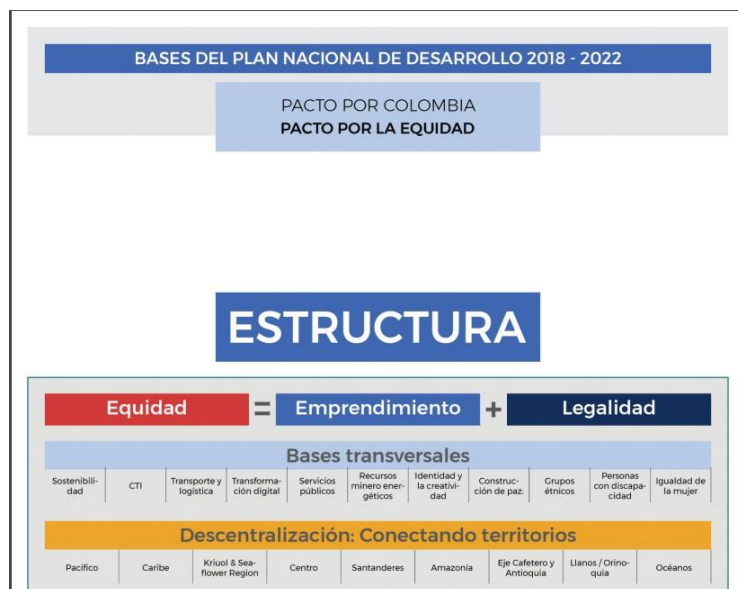 BASES DEL PLAN NACIONAL DE DESARROLLO 2018 - 2022
PACTO POR COLOMBIA
PACTO POR LA EQUIDAD
ESTRUCTURA
Equidad = Emprendimiento + Legalidad
Bases transversales
Sostenibili-
dad
CTI
Transporte y
logística
Transforma-
ción digital
Servicios
públicos
Recursos
minero ener-
géticos
Identidad y
la creativi-
dad
Construc-
ción de paz:
Grupos
étnicos
Personas
con discapa-
cidad
Igualdad de
la mujer
Descentralización: Conectando territorios
Pacífico
Caribe
Kriuol & Sea-
flower Region
Centro
Santanderes
Amazonía
Eje Cafetero y
Antioquia
Llanos / Orino-
quia
Océanos